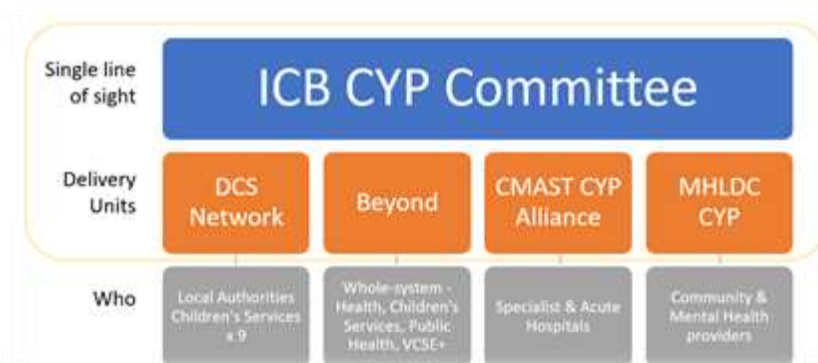 Single line
of sight
ICB CYP Committee
Delivery
Units
DCS
Network
Beyond
CMAST CYP
Alliance
MHLDC
CYP
Who
Local Authorities
Children's Services
x 9
Whole-system -
Health, Children's
Services, Public
Health, VCSE+
Specialist & Acute
Hospitals
Community &
Mental Health
providers